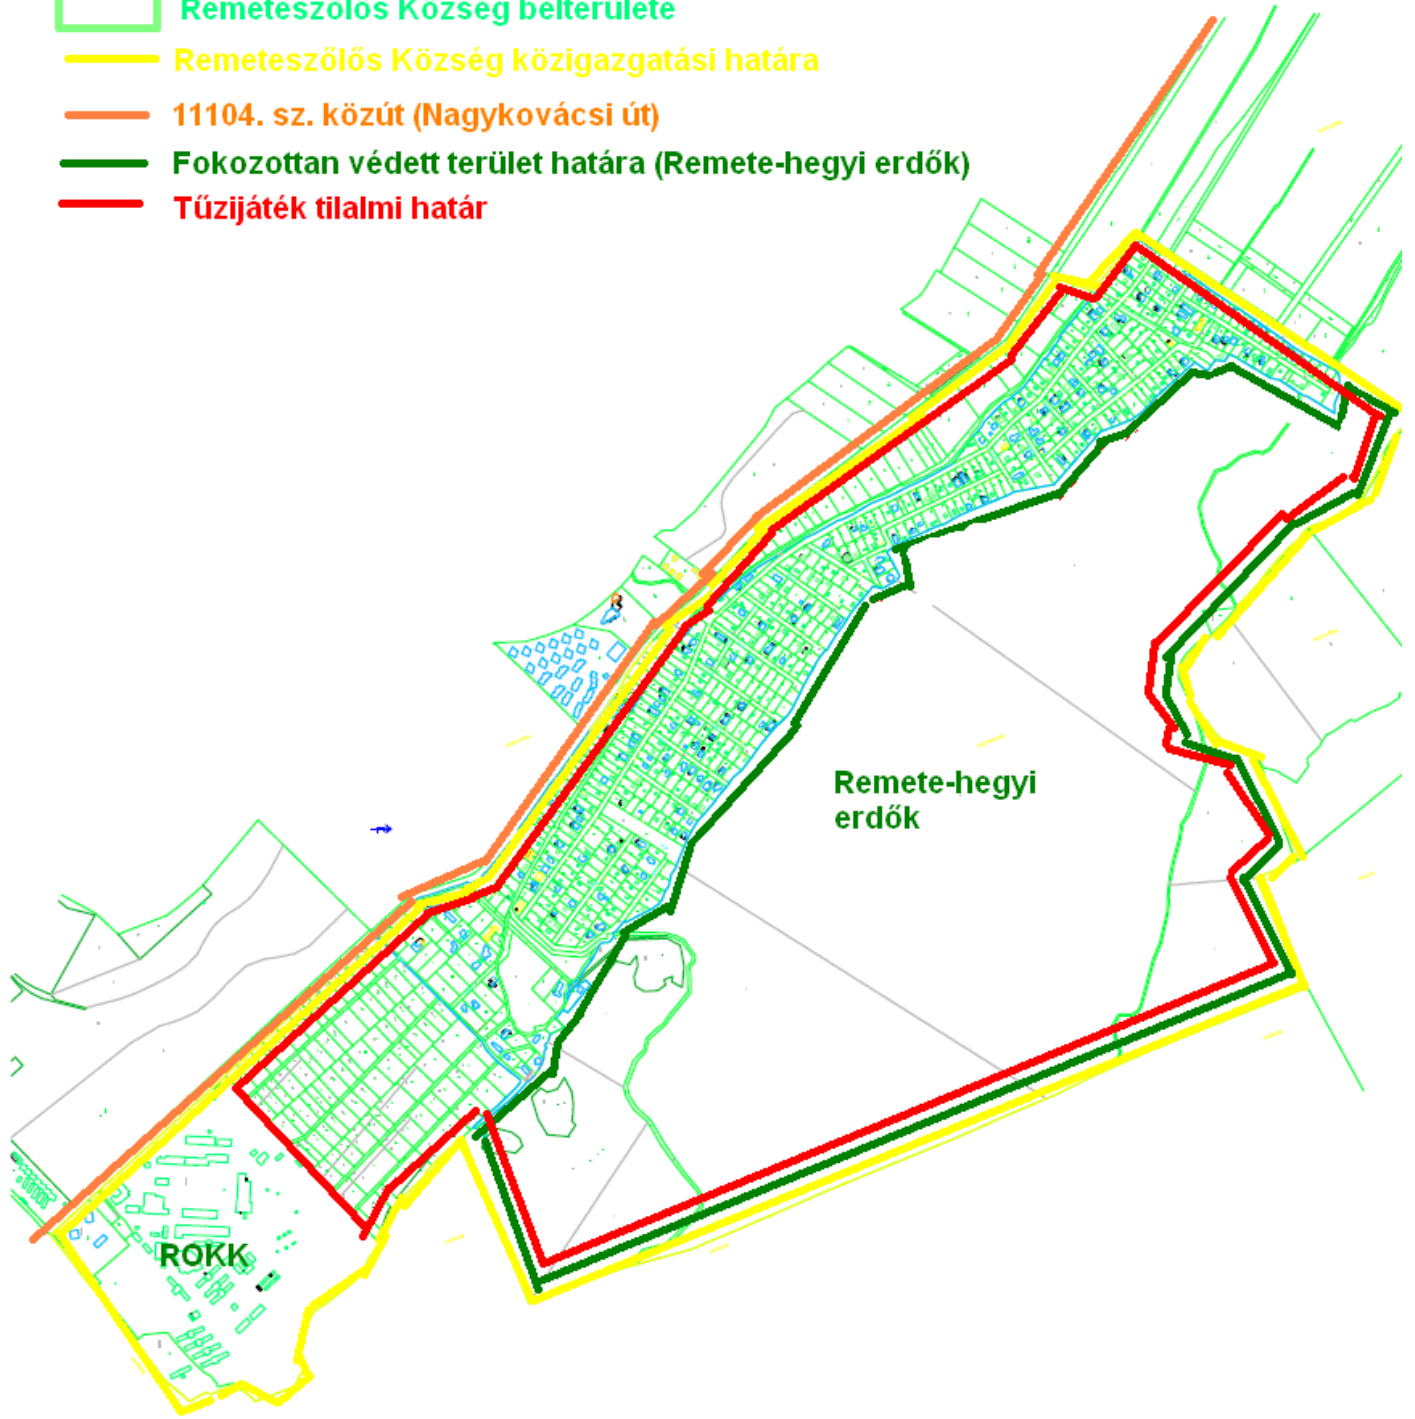 Remeteszőlős Község belterülete
Remeteszőlős Község közigazgatási határa
11104. sz. közút (Nagykovácsi út)
Fokozottan védett terület határa (Remete-hegyi erdők)
Tűzijáték tilalmi határ
Remete-hegyi
erdők
ROKK